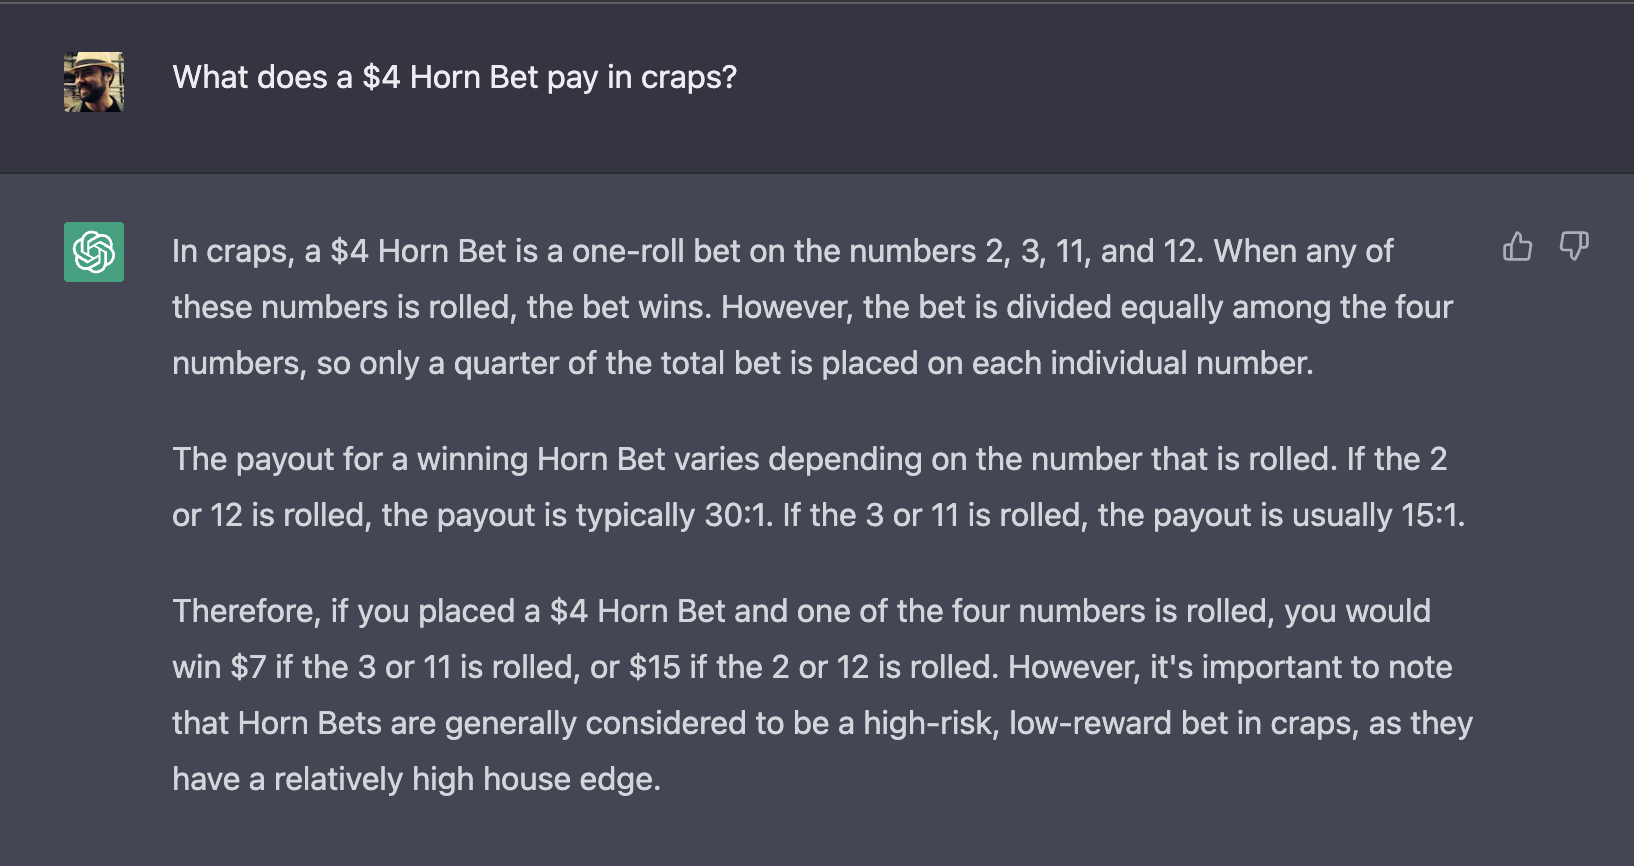 What does a $4 Horn Bet pay in craps?
In craps, a $4 Horn Bet is a one-roll bet on the numbers 2, 3, 11, and 12. When any of
these numbers is rolled, the bet wins. However, the bet is divided equally among the four
numbers, so only a quarter of the total bet is placed on each individual number.
The payout for a winning Horn Bet varies depending on the number that is rolled. If the 2
or 12 is rolled, the payout is typically 30:1. If the 3 or 11 is rolled, the payout is usually 15:1.
Therefore, if you placed a $4 Horn Bet and one of the four numbers is rolled, you would
win $7 if the 3 or 11 is rolled, or $15 if the 2 or 12 is rolled. However, it's important to note
that Horn Bets are generally considered to be a high-risk, low-reward bet in craps, as they
have a relatively high house edge.